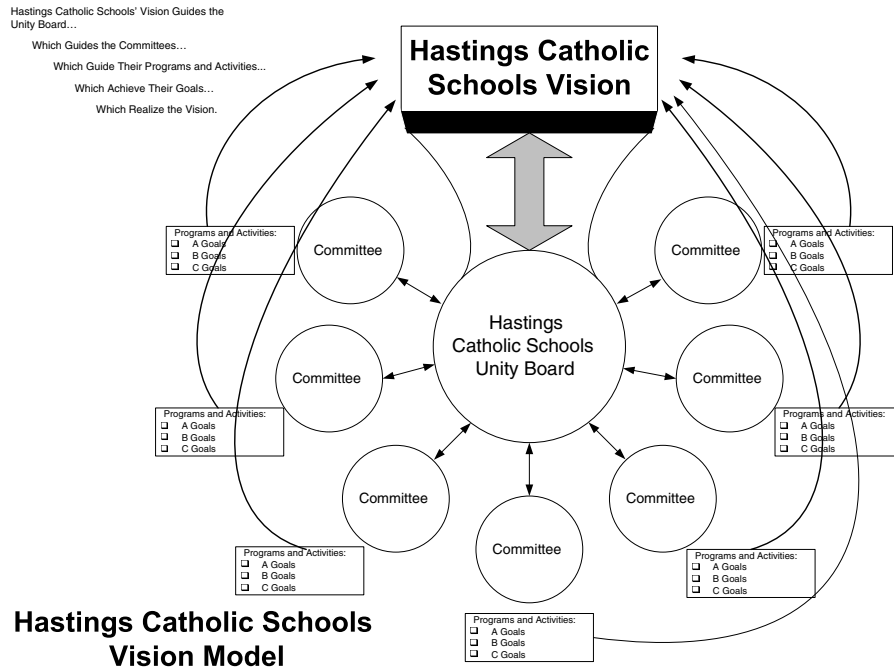 Hastings Catholic Schools' Vision Guides the
Unity Board…
Which Guides the Committees…
Which Guide Their Programs and Activities...
Which Achieve Their Goals…
Which Realize the Vision.
Hastings Catholic
Schools Vision
Programs and Activities:
❑ A Goals
❑ B Goals
❑ C Goals
Committee
Committee
Programs and Activities:
❑ A Goals
❑ B Goals
❑ C Goals
Hastings
Catholic Schools
Unity Board
Committee
Committee
Programs and Activities:
❑ A Goals
❑ B Goals
❑ C Goals
Programs and Activities:
❑ A Goals
❑ B Goals
❑ C Goals
Committee
Committee
Committee
Programs and Activities:
❑ A Goals
❑ B Goals
❑ C Goals
Programs and Activities:
❑ A Goals
❑ B Goals
❑ C Goals
Programs and Activities:
❑ A Goals
❑ B Goals
❑ C Goals
Hastings Catholic Schools
Vision Model